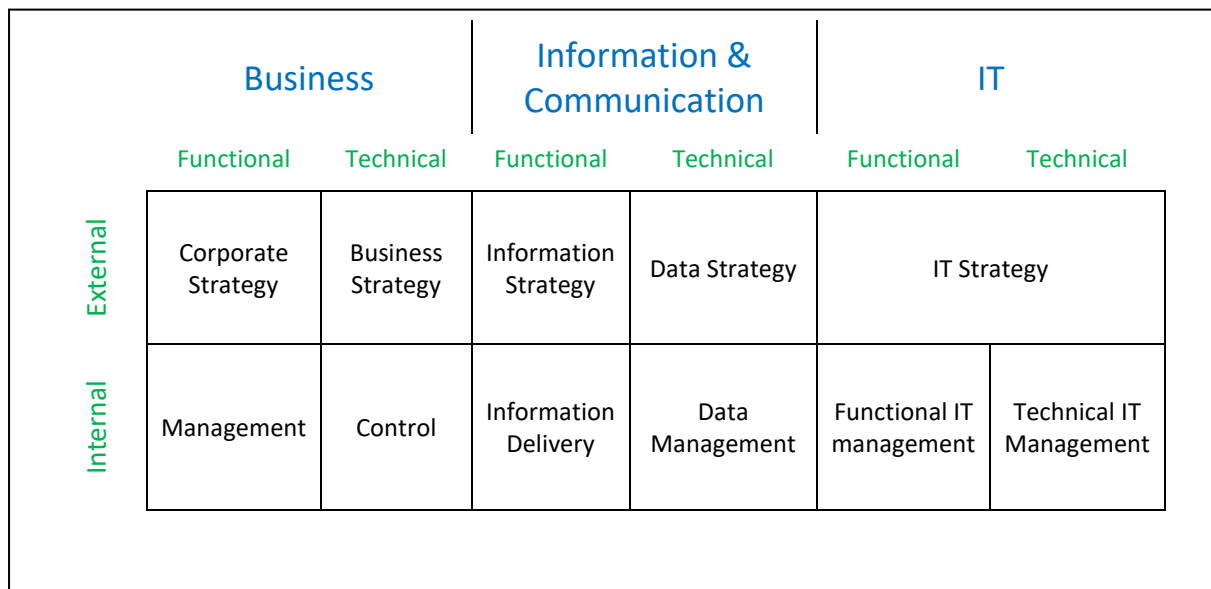 Business
Information &
Communication
IT
Functional
Technical
Functional
Technical
Functional
Technical
External
Corporate
Strategy
Business
Strategy
Information
Strategy
Data Strategy
IT Strategy
Internal
Management
Control
Information
Delivery
Data
Management
Functional IT
management
Technical IT
Management